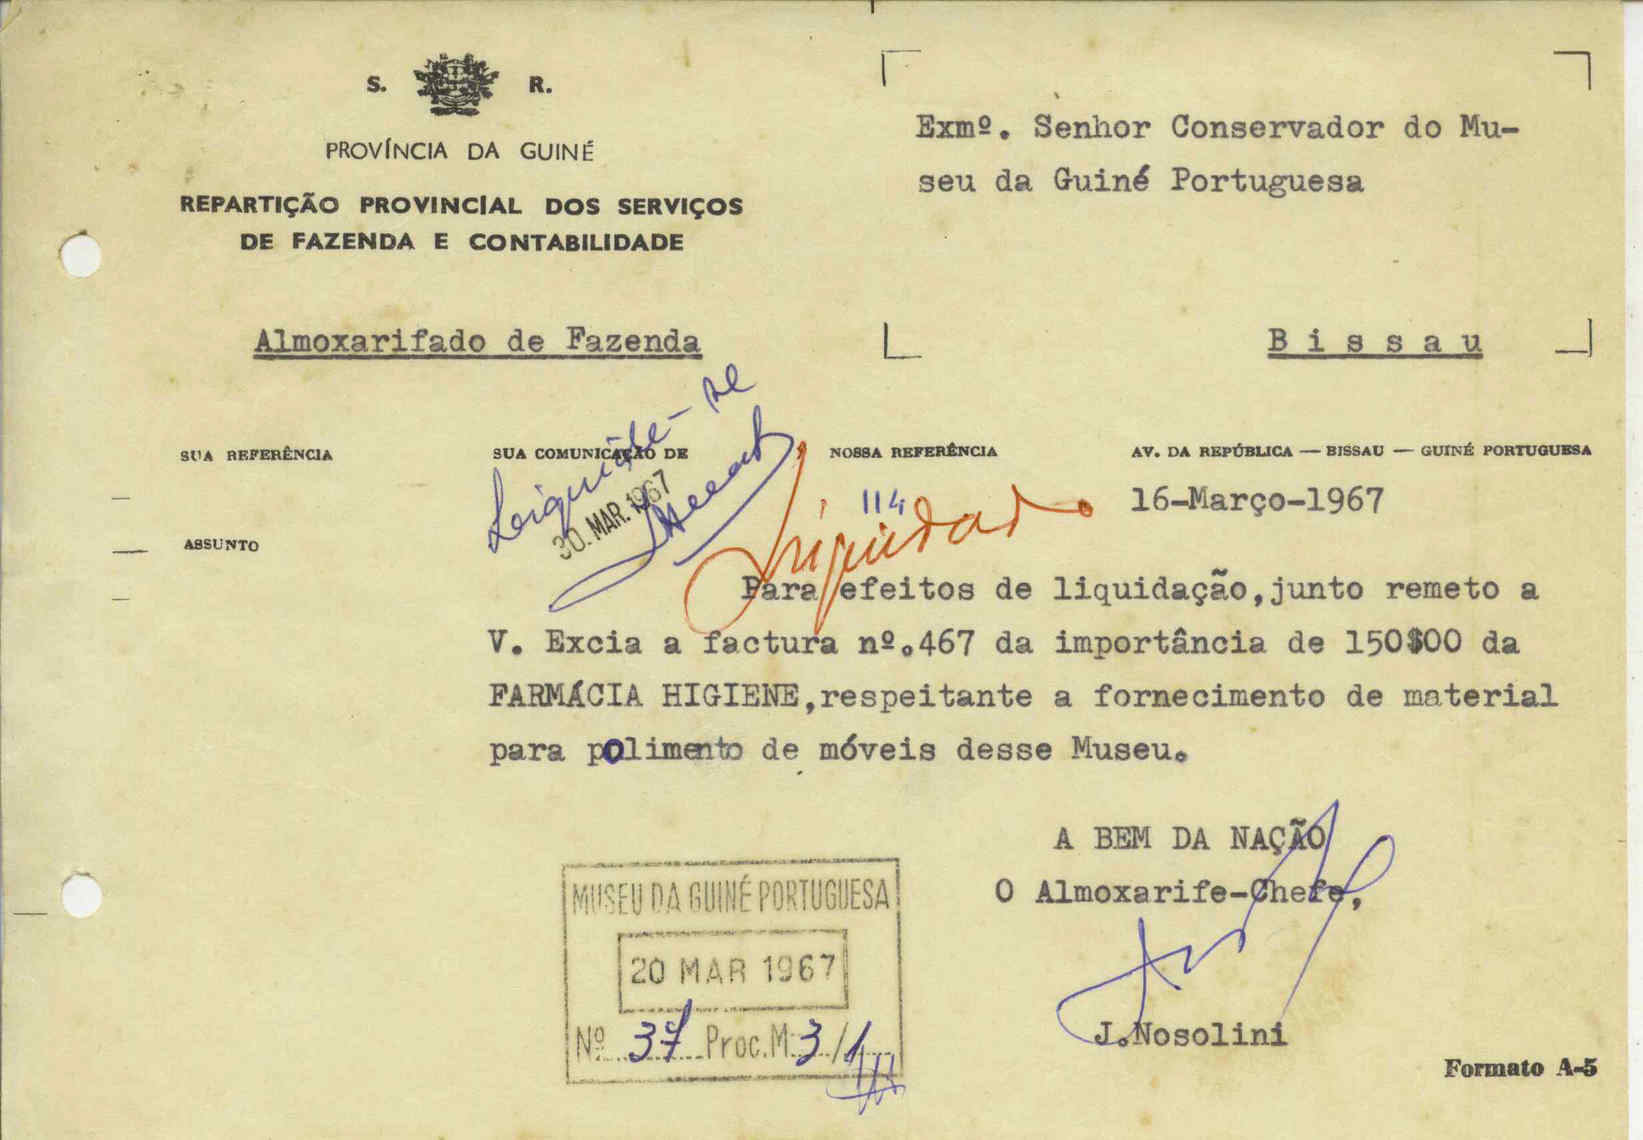 S. R.
PROVÍNCIA DA GUINÉ
REPARTIÇÃO PROVINCIAL DOS SERVIÇOS
DE FAZENDA E CONTABILIDADE
Almoxarifado de Fazenda
Exmº. Senhor Conservador do Mu-
seu da Guiné Portuguesa
B i s s a u
SUA REFERÊNCIA
SUA COMUNICAÇÃO DE
NOSSA REFERÊNCIA
AV. DA REPÚBLICA — BISSAU — GUINÉ PORTUGUESA
Liquide-se
30. MAR. 1967
114
16-Março-1967
Liquidado
ASSUNTO
Para efeitos de liquidação,junto remeto a
V. Excia a factura nº.467 da importância de 150$00 da
FARMÁCIA HIGIENE,respeitante a fornecimento de material
para polimento de móveis desse Museu.
A BEM DA NAÇÃO
O Almoxarife-Chefe,
J.Nosolini
MUSEU DA GUINÉ PORTUGUESA
20 MAR 1967
Nº 37 Proc.M 3/1
Formato A-5